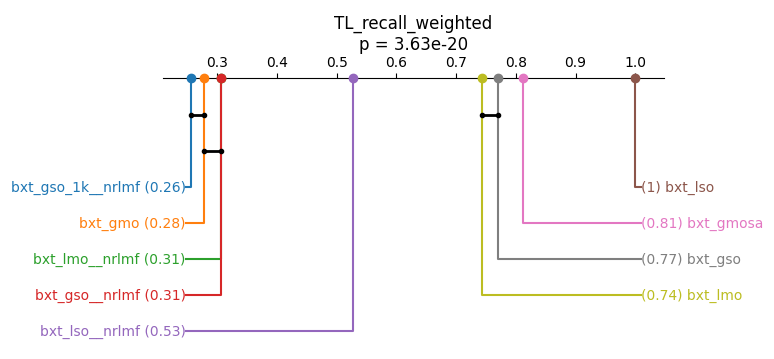 TL_recall_weighted
p = 3.63e-20
0.3 0.4 0.5 0.6 0.7 0.8 0.9 1.0
bxt_gso_1k__nrlmf (0.26)
(1) bxt_lso
bxt_gmo (0.28)
(0.81) bxt_gmosa
bxt_lmo__nrlmf (0.31)
(0.77) bxt_gso
bxt_gso__nrlmf (0.31)
(0.74) bxt_lmo
bxt_lso__nrlmf (0.53)